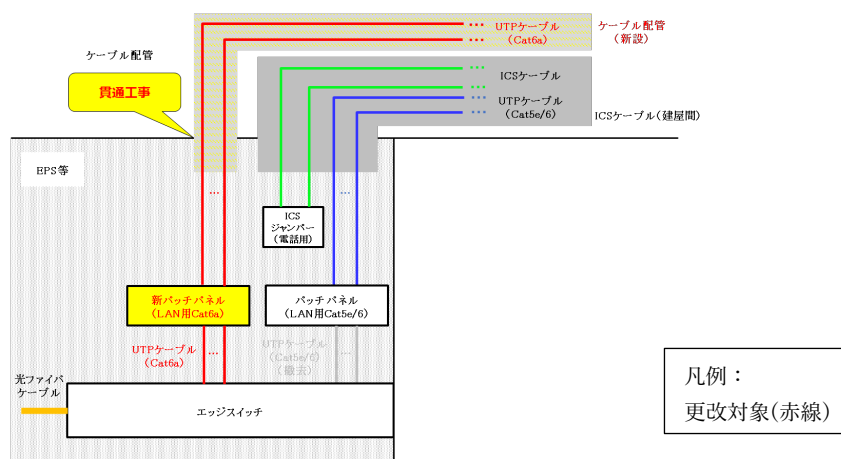 UTPケーブル
(Cat6a)
ケーブル配管
(新設)
ケーブル配管
貫通工事
ICSケーブル
UTPケーブル
(Cat5e/6)
ICSケーブル(建屋間)
EPS等
ICS
ジャンパー
(電話用)
新パッチパネル
(LAN用Cat6a)
パッチパネル
(LAN用Cat5e/6)
UTPケーブル
(Cat6a)
UTPケーブル
(Cat5e/6)
(撤去)
光ファイバ
ケーブル
エッジスイッチ
凡例：
更改対象(赤線)